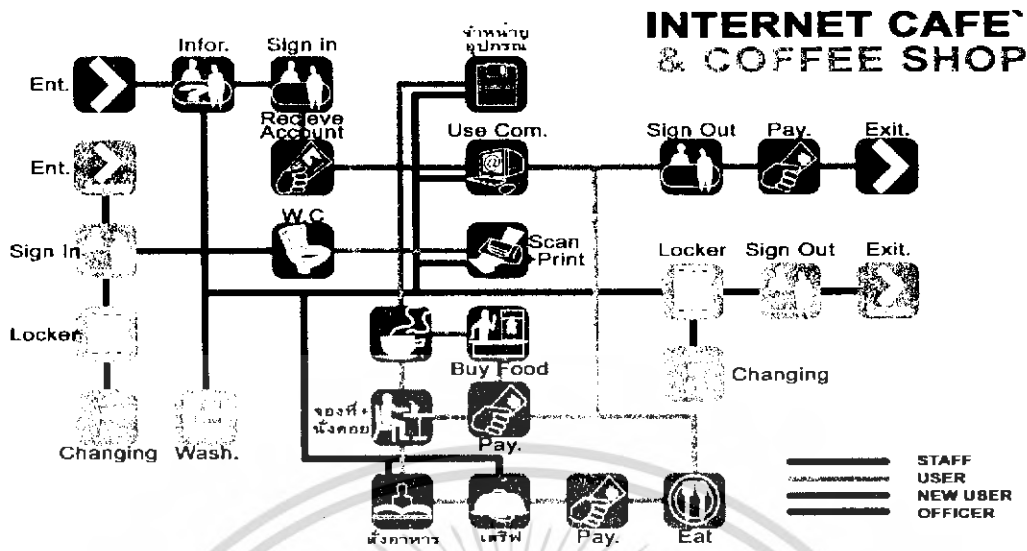 INTERNET CAFE`
& COFFEE SHOP
Infor.
Sign in
จำหน่าย
อุปกรณ์
Ent.
Recieve
Account
Use Com.
Sign Out
Pay.
Exit.
Ent.
W.C
Sign In
Scan
Print
Locker
Sign Out
Exit.
Locker
Buy Food
Changing
จองที่+
นั่งคอย
Pay.
Changing
Wash.
สั่งอาหาร
เสริฟ
Pay.
Eat
STAFF
USER
NEW USER
OFFICER